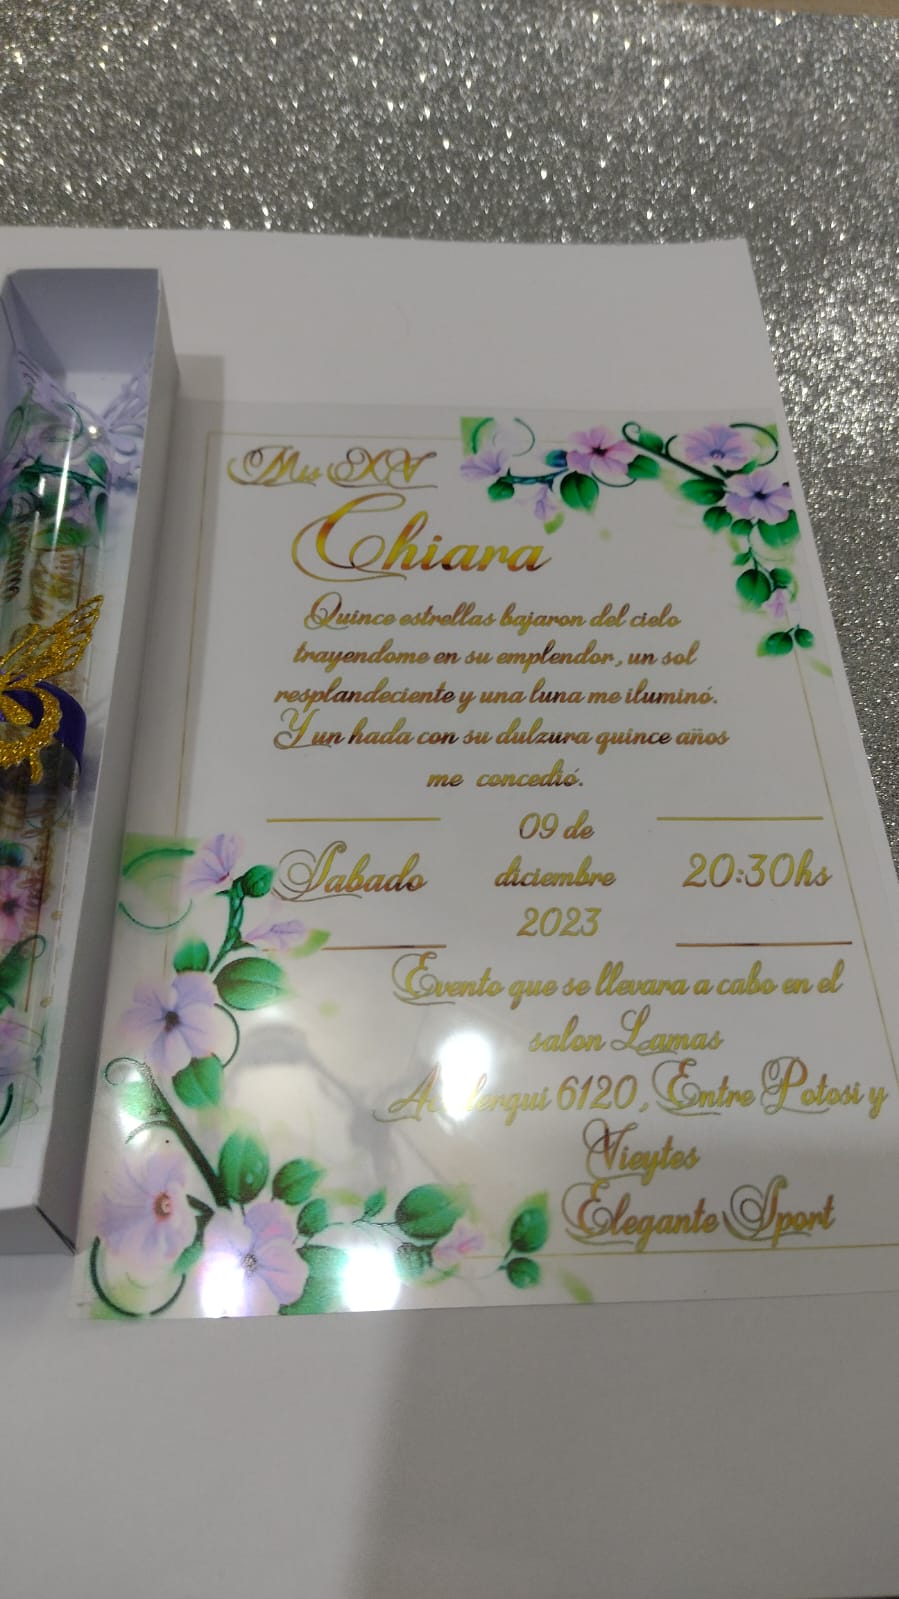 Mis XV
Chiara
Quince estrellas bajaron del cielo
trayendome en su emplendor, un sol
resplandeciente y una luna me iluminó.
Y un hada con su dulzura quince años
me concedió.
Sabado
09 de
diciembre
2023
20:30hs
Evento que se llevara a cabo en el
salon Lamas
6120, Entre Potosi y
Vieytes
Elegante Sport